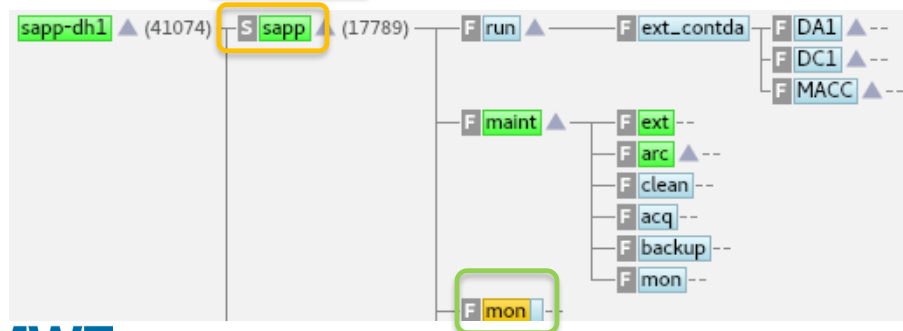 sapp-dh1 (41074) S sapp (17789) F run F ext_contda F DA1 --
F DC1 --
F MACC --
F maint F ext --
F arc --
F clean --
F acq --
F backup --
F mon --
F mon --